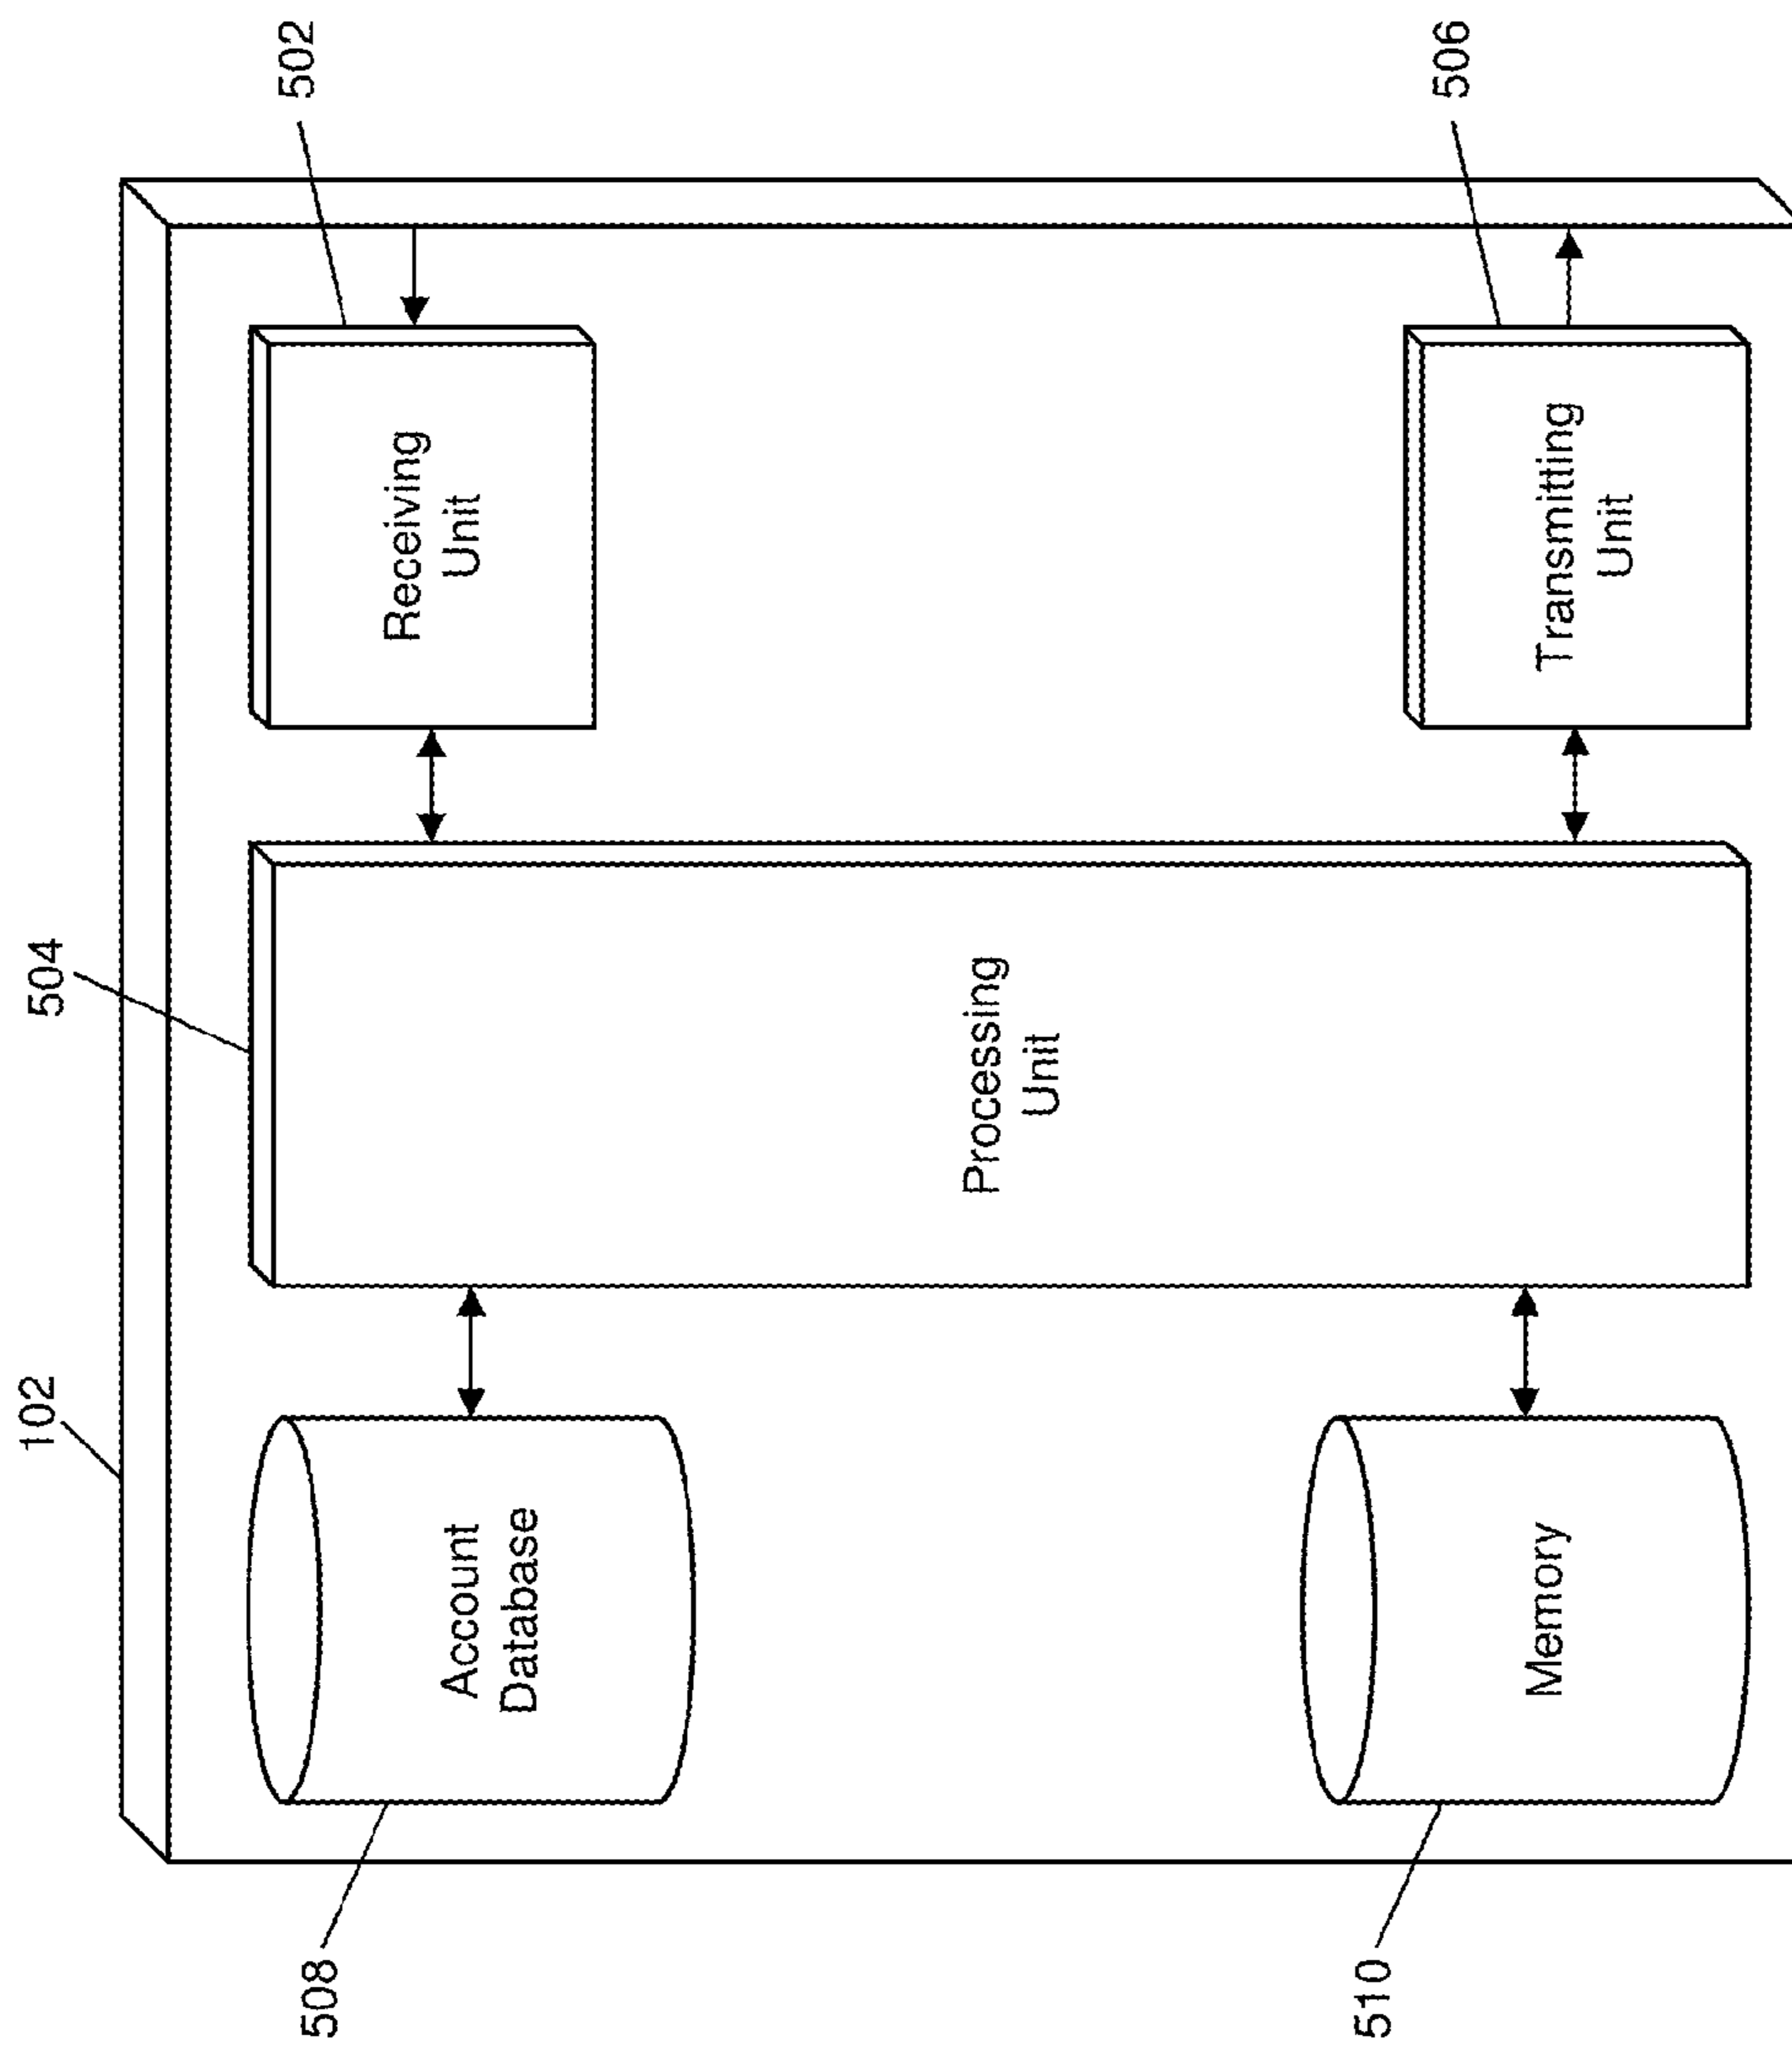 102
504
508
Account
Database
Processing
Unit
Receiving
Unit
502
510
Memory
Transmitting
Unit
506